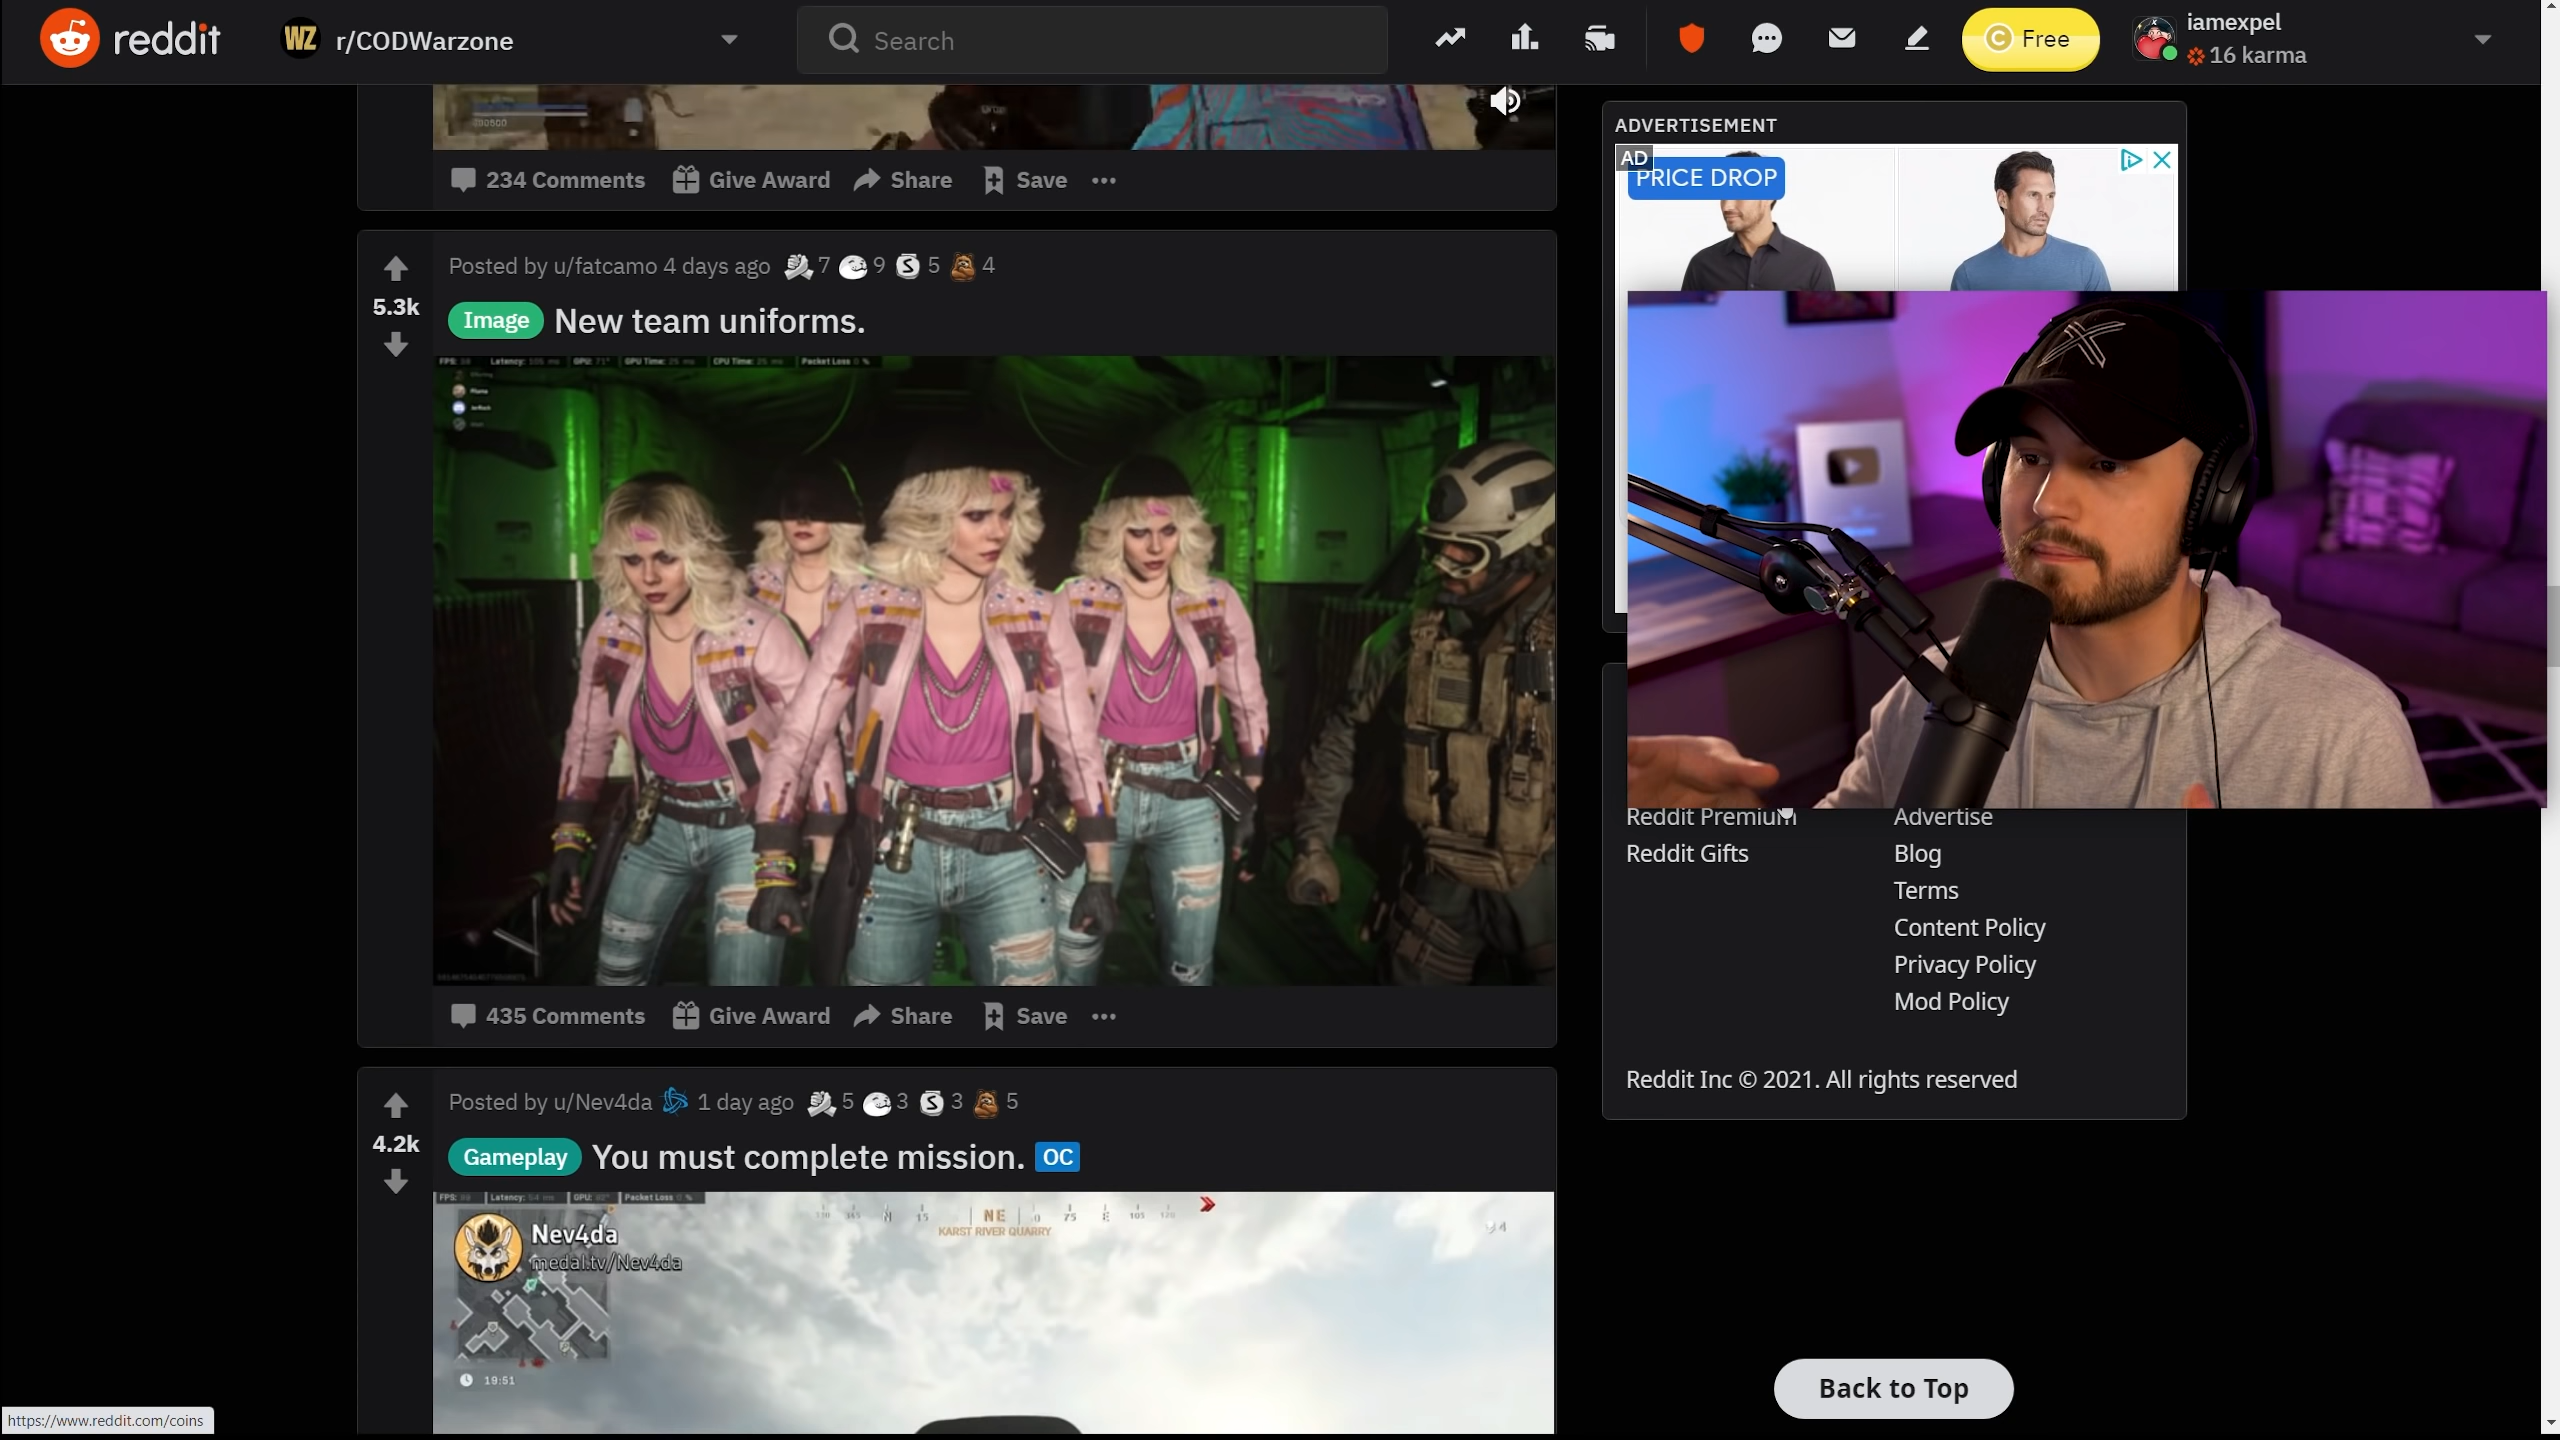 reddit
WZ r/CODWarzone
Search
Free
iamexpel
16 karma
234 Comments Give Award Share Save
Posted by u/fatcamo 4 days ago 7 9 S 5 4
5.3k
Image New team uniforms.
435 Comments Give Award Share Save
Posted by u/Nev4da 1 day ago 5 3 S 3 5
4.2k
Gameplay You must complete mission. OC
Nev4da
medal.tv/Nev4da
NE
KARST RIVER QUARRY
19:51
https://www.reddit.com/coins
ADVERTISEMENT
AD
PRICE DROP
Reddit Premium
Reddit Gifts
Advertise
Blog
Terms
Content Policy
Privacy Policy
Mod Policy
Reddit Inc © 2021. All rights reserved
Back to Top